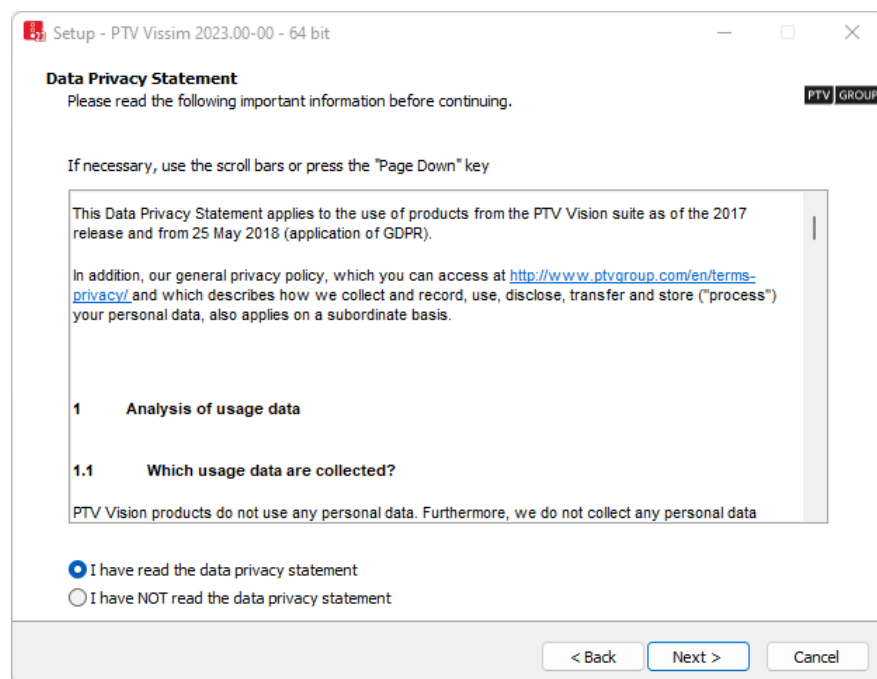 Setup - PTV Vissim 2023.00-00 - 64 bit
Data Privacy Statement
Please read the following important information before continuing.
PTV GROUP
If necessary, use the scroll bars or press the "Page Down" key
This Data Privacy Statement applies to the use of products from the PTV Vision suite as of the 2017
release and from 25 May 2018 (application of GDPR).
In addition, our general privacy policy, which you can access at http://www.ptvgroup.com/en/terms-
privacy/ and which describes how we collect and record, use, disclose, transfer and store ("process")
your personal data, also applies on a subordinate basis.
1 Analysis of usage data
1.1 Which usage data are collected?
PTV Vision products do not use any personal data. Furthermore, we do not collect any personal data
I have read the data privacy statement
I have NOT read the data privacy statement
< Back Next > Cancel